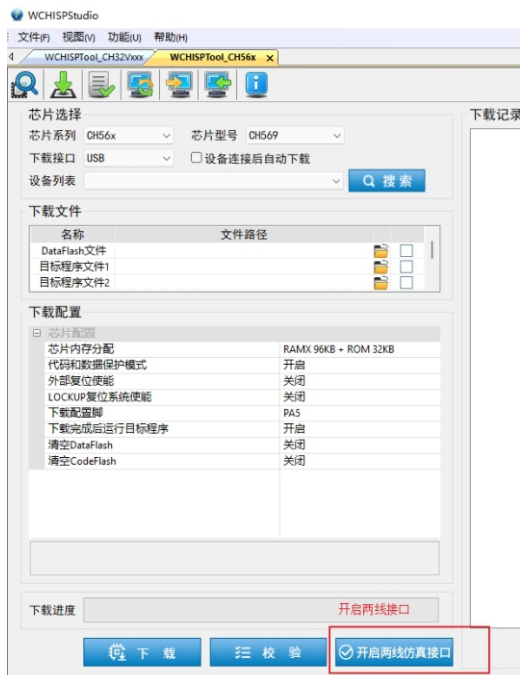 WCHISPStudio
文件(F) 视图(V) 功能(U) 帮助(H)
WCHISPTool_CH32Vxxx WCHISPTool_CH56x x
芯片选择
下载记录
芯片系列 CH56x 芯片型号 CH569
下载接口 USB 设备连接后自动下载
设备列表 搜索
下载文件
名称 文件路径
DataFlash文件
目标程序文件1
目标程序文件2
下载配置
芯片配置
芯片内存分配 RAMX 96KB + ROM 32KB
代码和数据保护模式 开启
外部复位使能 关闭
LOCKUP复位系统使能 关闭
下载配置脚 PA5
下载完成后运行目标程序 开启
清空DataFlash 关闭
清空CodeFlash 关闭
下载进度 开启两线接口
下载 校验 开启两线仿真接口